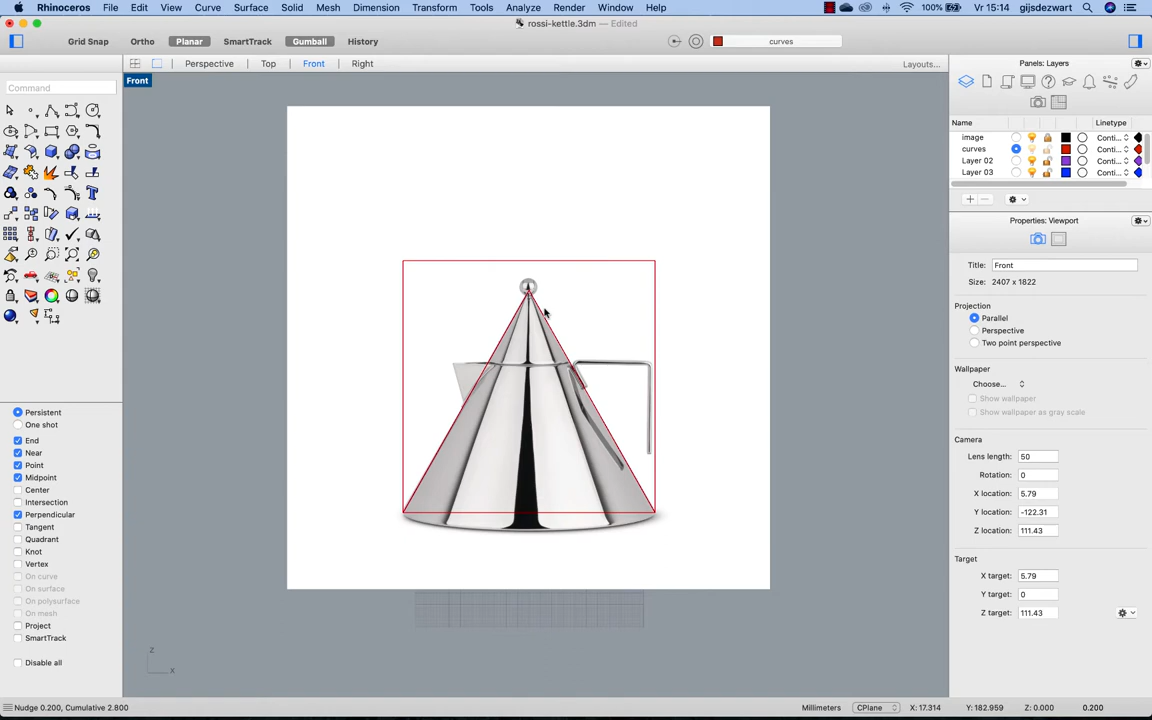 Rhinoceros File Edit View Curve Surface Solid Mesh Dimension Transform Tools Analyze Render Window Help 100% Vr 15:14 gijsdezwart
rossi-kettle.3dm — Edited
Grid Snap Ortho Planar SmartTrack Gumball History curves
Perspective Top Front Right Layouts...
Front
Command
Persistent
One shot
End
Near
Point
Midpoint
Center
Intersection
Perpendicular
Tangent
Quadrant
Knot
Vertex
On curve
On surface
On polysurface
On mesh
Project
SmartTrack
Disable all
z
x
Panels: Layers
Name Linetype
image Conti...
curves Conti...
Layer 02 Conti...
Layer 03 Conti...
Properties: Viewport
Title: Front
Size: 2407 x 1822
Projection
Parallel
Perspective
Two point perspective
Wallpaper
Choose...
Show wallpaper
Show wallpaper as gray scale
Camera
Lens length: 50
Rotation: 0
X location: 5.79
Y location: -122.31
Z location: 111.43
Target
X target: 5.79
Y target: 0
Z target: 111.43
Nudge 0.200, Cumulative 2.800 Millimeters CPlane X: 17.314 Y: 182.959 Z: 0.000 0.200